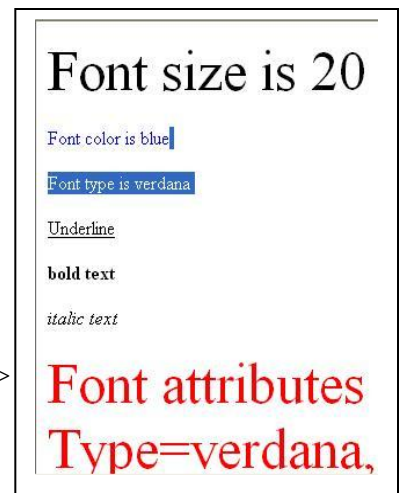 Font size is 20
Font color is blue
Font type is verdana
Underline
bold text
italic text
>
Font attributes
Type=verdana,